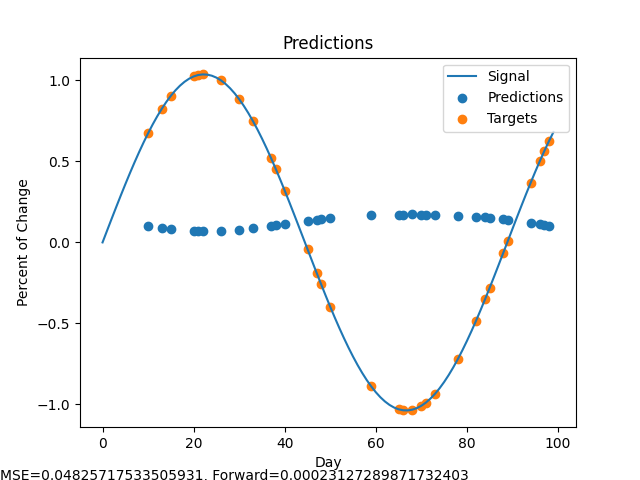 Predictions
1.0
0.5
0.0
−0.5
−1.0
Percent of Change
Signal
Predictions
Targets
0 20 40 60 80 100
Day
MSE=0.04825717533505931, Forward=0.00023127289871732403